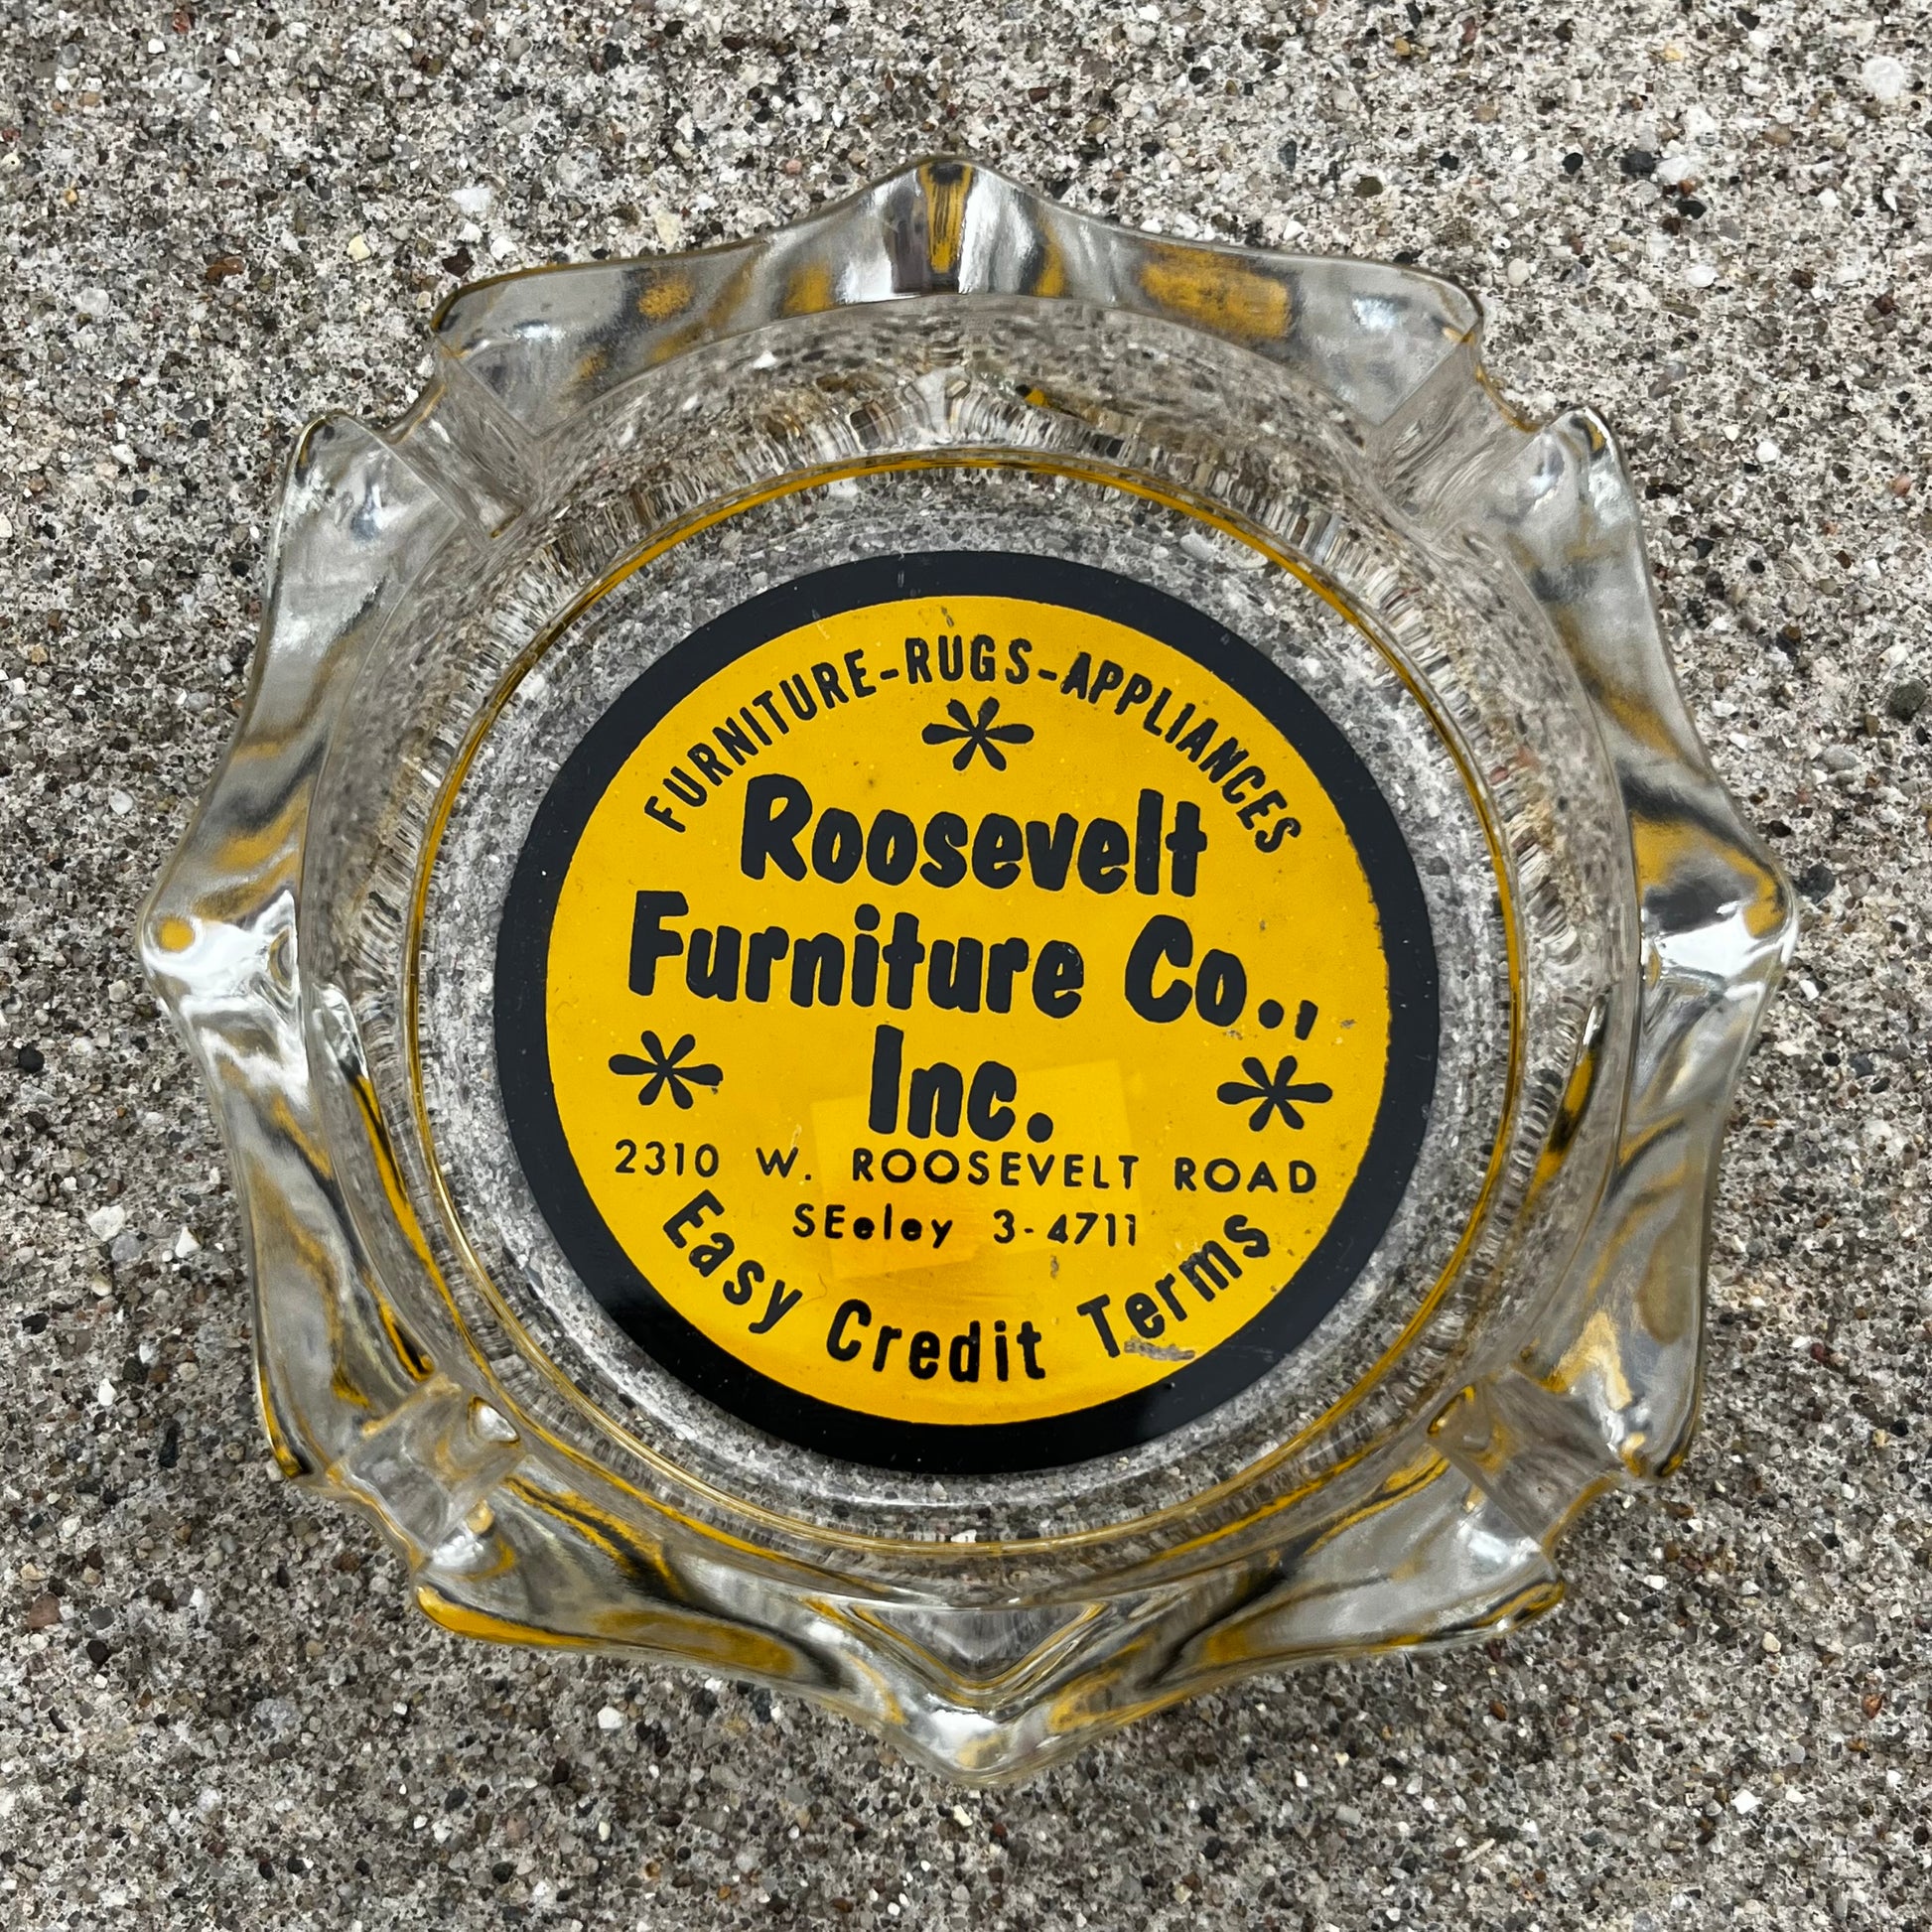 FURNITURE-RUGS-APPLIANCES
Roosevelt
Furniture Co.,
Inc.
2310 W. ROOSEVELT ROAD
SEeley 3-4711
Easy Credit Terms